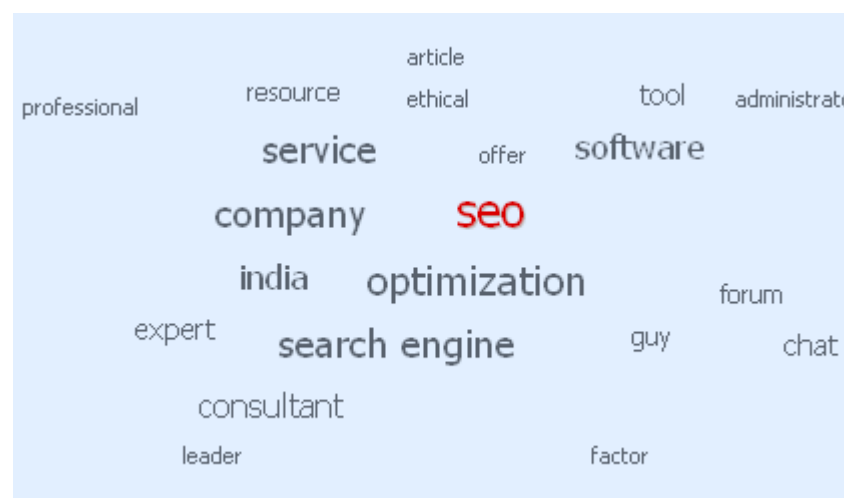 article
resource
tool
professional
ethical
administrat
service
offer
software
company
seo
india
optimization
forum
expert
search engine
guy
chat
consultant
leader
factor